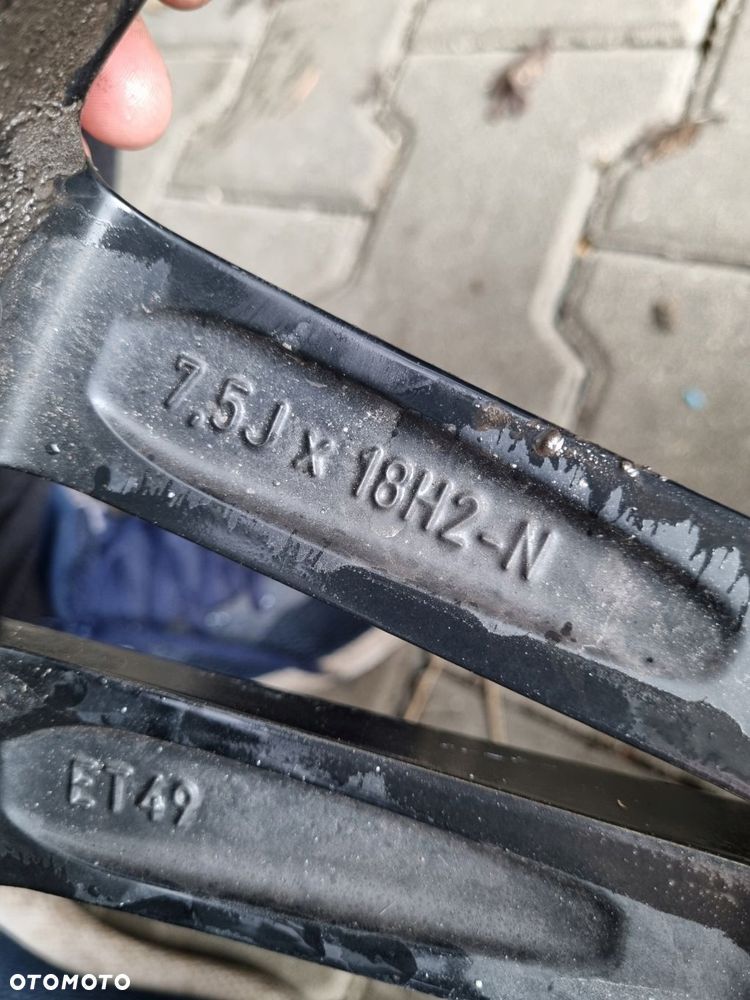 7.5J x 18H2-N
ET49
OTOMOTO